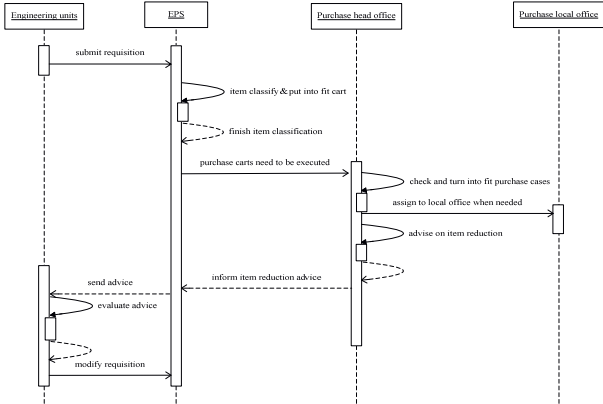 Engineering units
EPS
Purchase head office
Purchase local office
submit requisition
item classify & put into fit cart
finish item classification
purchase carts need to be executed
check and turn into fit purchase cases
assign to local office when needed
advise on item reduction
inform item reduction advice
send advice
evaluate advice
modify requisition